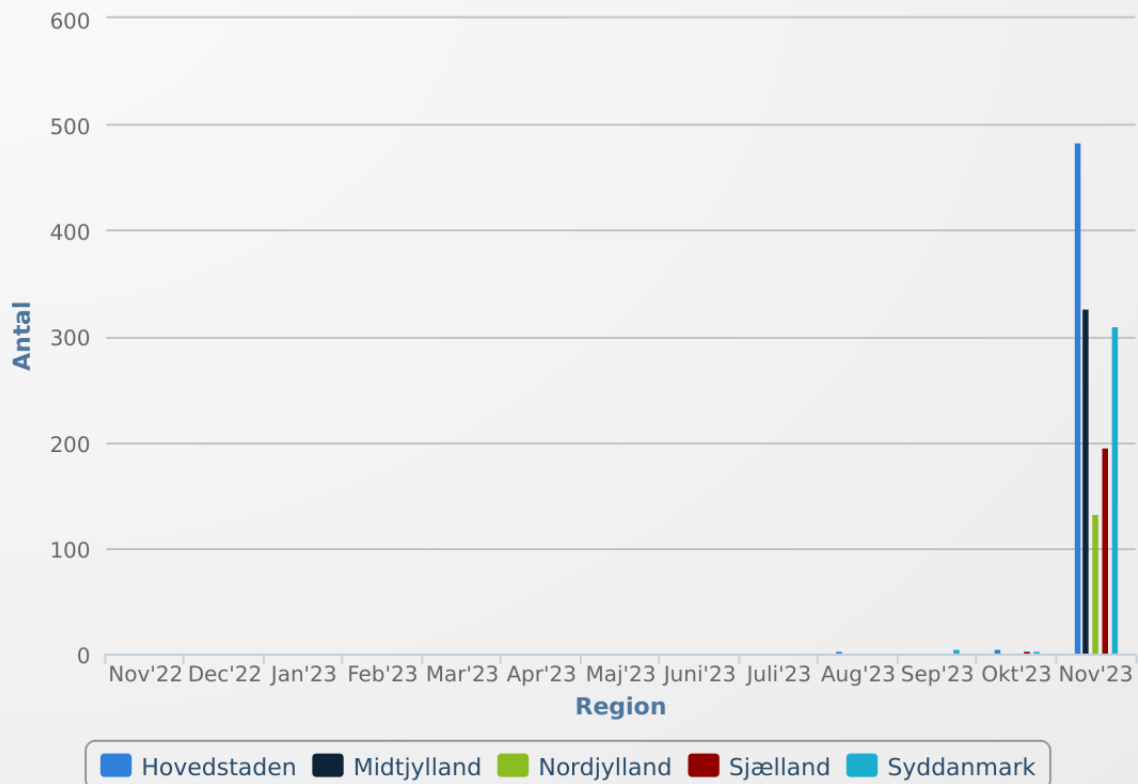 600
500
400
300
200
100
0
Antal
Nov'22 Dec'22 Jan'23 Feb'23 Mar'23 Apr'23 Maj'23 Juni'23 Juli'23 Aug'23 Sep'23 Okt'23 Nov'23
Region
Hovedstaden Midtjylland Nordjylland Sjælland Syddanmark